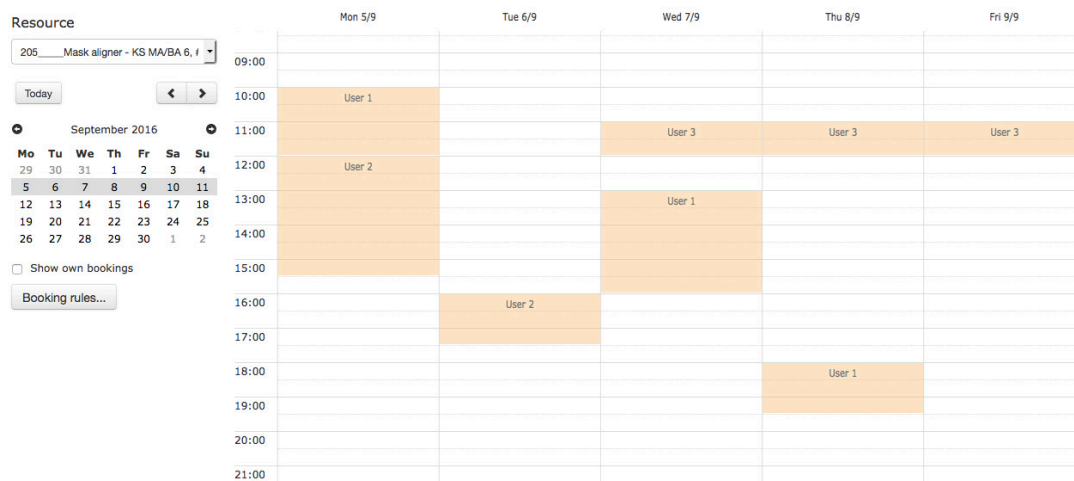 Resource
205____Mask aligner - KS MA/BA 6, f
Today
September 2016
Mo Tu We Th Fr Sa Su
29 30 31 1 2 3 4
5 6 7 8 9 10 11
12 13 14 15 16 17 18
19 20 21 22 23 24 25
26 27 28 29 30 1 2
Show own bookings
Booking rules...
Mon 5/9 Tue 6/9 Wed 7/9 Thu 8/9 Fri 9/9
09:00
10:00 User 1
11:00 User 3 User 3 User 3
12:00 User 2
13:00 User 1
14:00
15:00
16:00 User 2
17:00
18:00 User 1
19:00
20:00
21:00